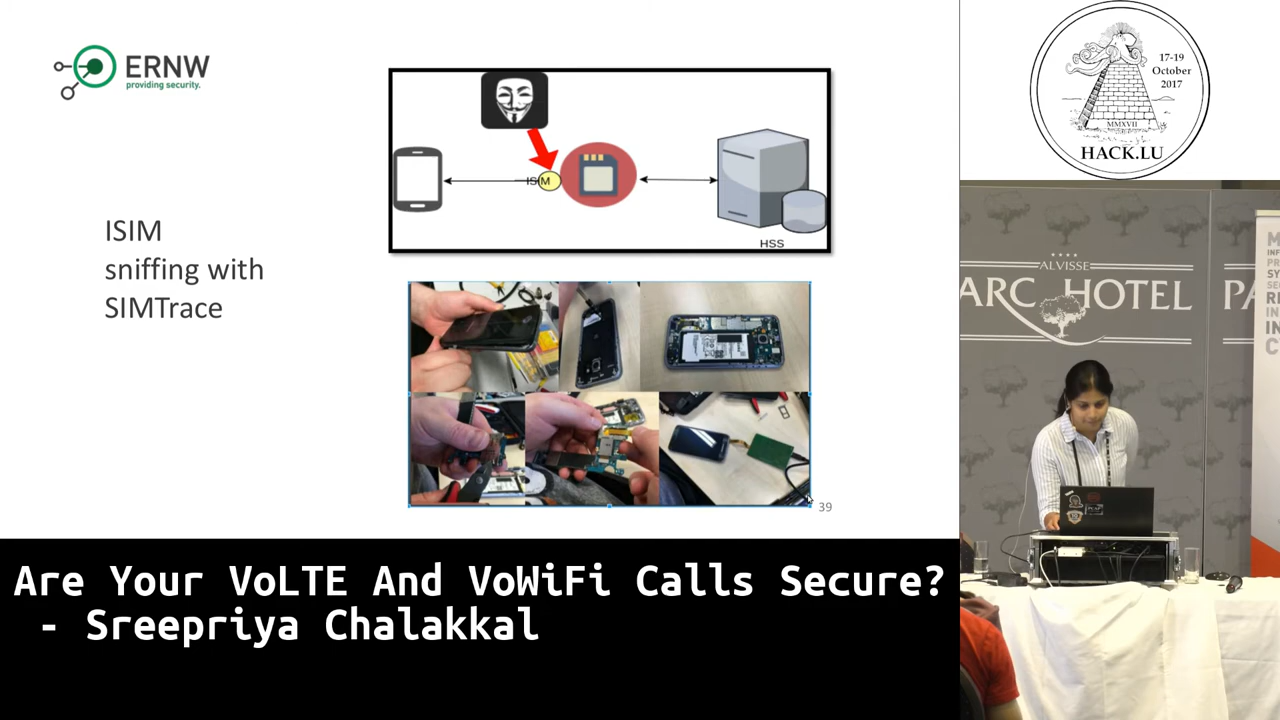 ERNW
providing security.
ISIM
sniffing with
SIMTrace
ISIM
HSS
39
17-19
October
2017
MMXVII
HACK.LU
ALVISSE
ARC HOTEL
Are Your VoLTE And VoWiFi Calls Secure?
- Sreepriya Chalakkal